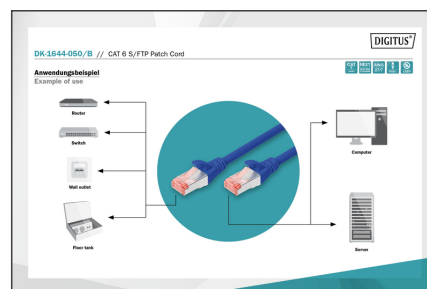 DIGITUS®
DK-1644-050/B // CAT 6 S/FTP Patch Cord
Anwendungsbeispiel
Example of use
Router
Switch
Wall outlet
Floor tank
Computer
Server